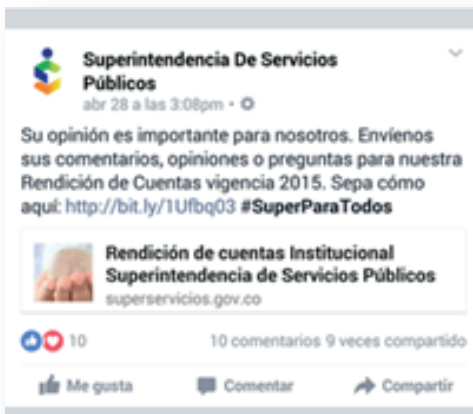 Superintendencia De Servicios
Públicos
abr 28 a las 3:08pm •
Su opinión es importante para nosotros. Envíenos
sus comentarios, opiniones o preguntas para nuestra
Rendición de Cuentas vigencia 2015. Sepa cómo
aquí: http://bit.ly/1Ufbq03 #SuperParaTodos
Rendición de cuentas Institucional
Superintendencia de Servicios Públicos
superservicios.gov.co
10
10 comentarios 9 veces compartido
Me gusta
Comentar
Compartir